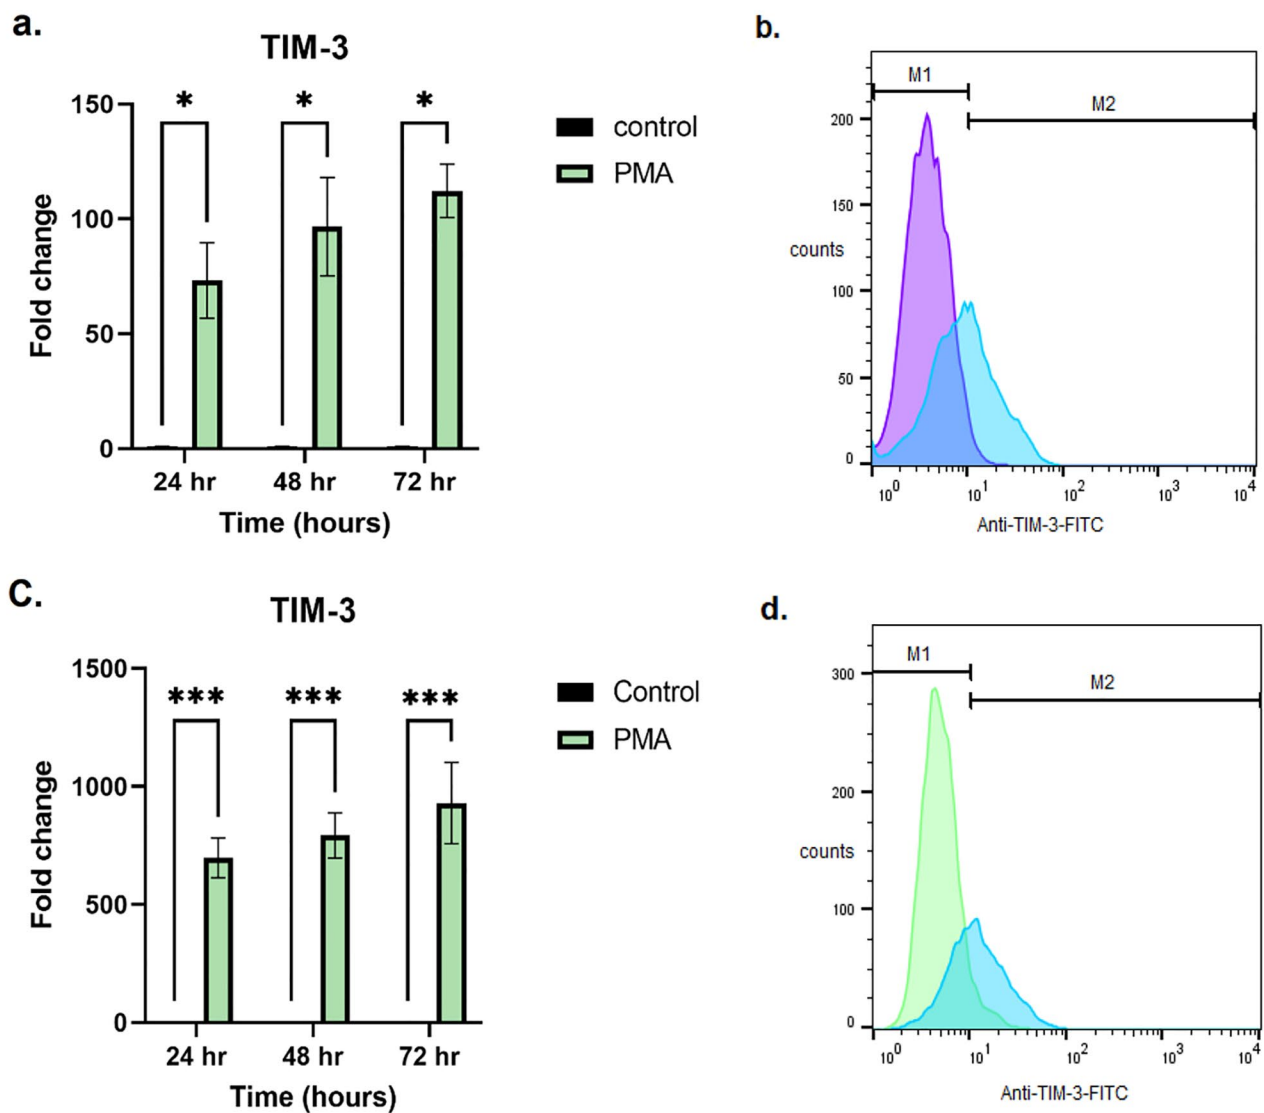 a.
TIM-3
150
100
50
0
Fold change
* * *
24 hr 48 hr 72 hr
Time (hours)
control
PMA
b.
M1
M2
200
150
100
50
0
counts
10^0 10^1 10^2 10^3 10^4
Anti-TIM-3-FITC
C.
TIM-3
1500
1000
500
0
Fold change
*** *** ***
24 hr 48 hr 72 hr
Time (hours)
Control
PMA
d.
M1
M2
300
200
100
0
counts
10^0 10^1 10^2 10^3 10^4
Anti-TIM-3-FITC